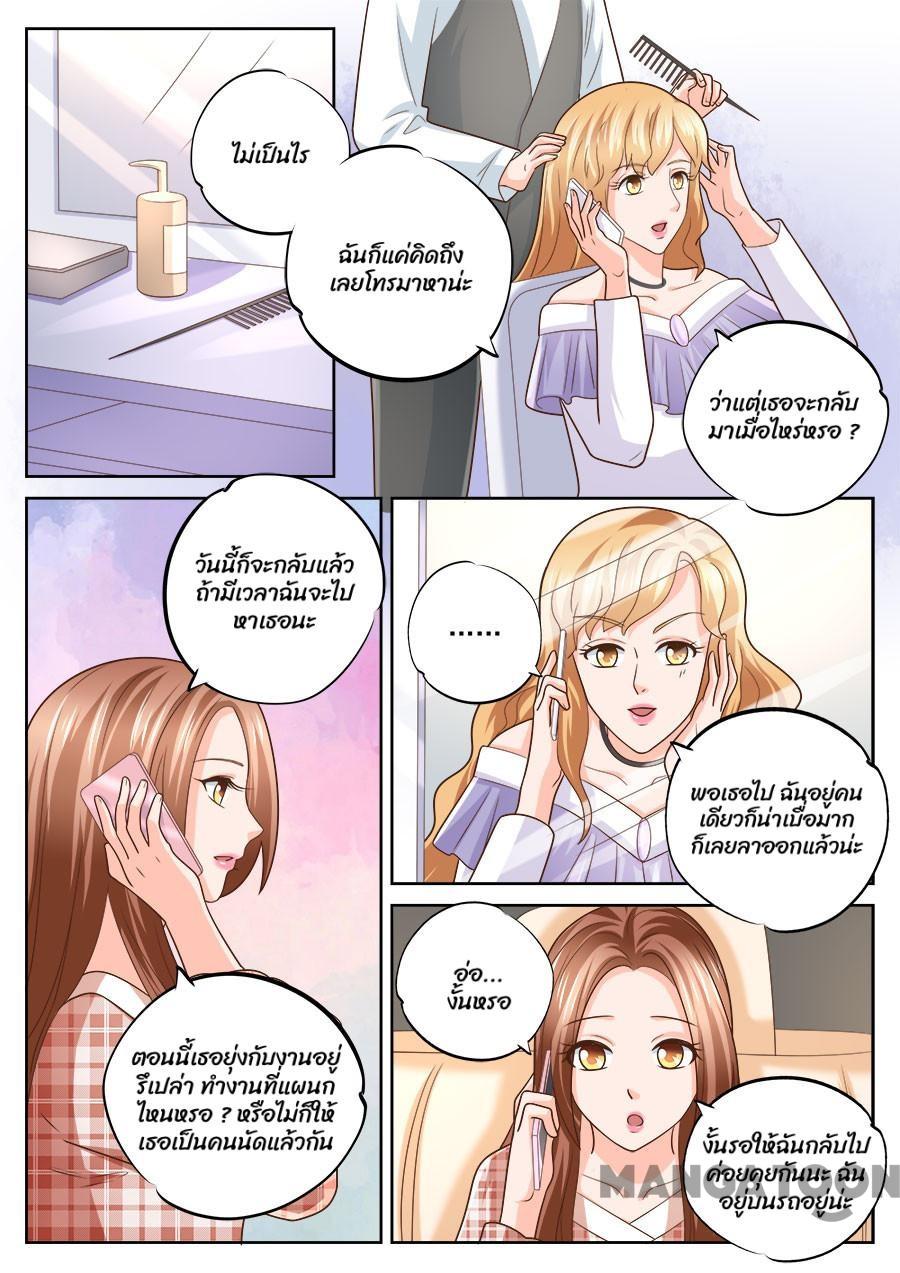 ไม่เป็นไร
ฉันก็แค่คิดถึง
เลยโทรมาหาน่ะ
ว่าแต่เธอจะกลับ
มาเมื่อไหร่หรอ ?
วันนี้ก็จะกลับแล้ว
ถ้ามีเวลาฉันจะไป
หาเธอนะ
ตอนนี้เธอยุ่งกับงานอยู่
รึเปล่า ทำงานที่แผนก
ไหนหรอ ? หรือไม่ก็ให้
เธอเป็นคนนัดแล้วกัน
......
พอเธอไป ฉันอยู่คน
เดียวก็น่าเบื่อมาก
ก็เลยลาออกแล้วน่ะ
อ่อ...
งั้นหรอ
งั้นรอให้ฉันกลับไป
ค่อยคุยกันนะ ฉัน
อยู่บนรถอยู่น่ะ